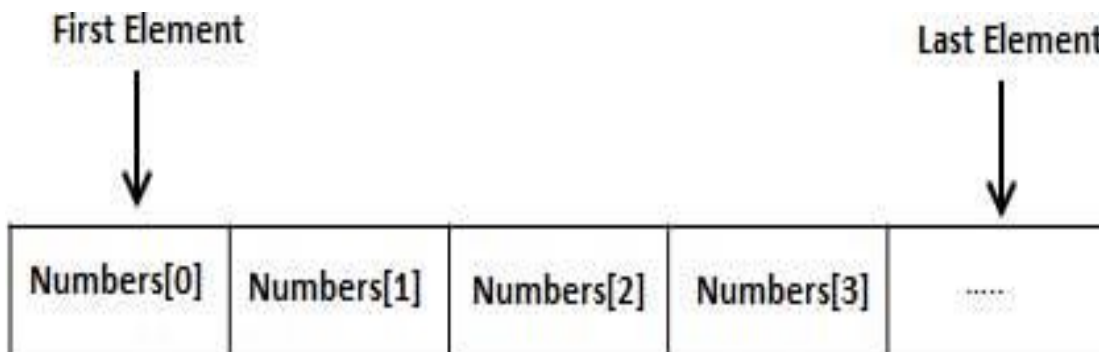 First Element
Last Element
Numbers[0] Numbers[1] Numbers[2] Numbers[3] .....